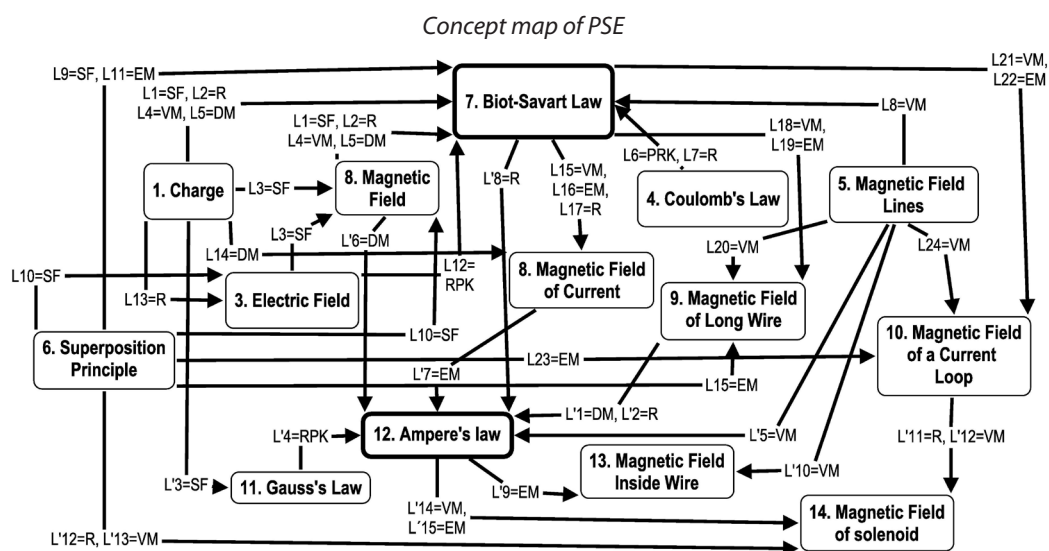 Concept map of PSE
L9=SF, L11=EM
L21=VM,
L22=EM
L1=SF, L2=R
L4=VM, L5=DM
7. Biot-Savart Law
L8=VM
L1=SF, L2=R
L4=VM, L5=DM
L18=VM,
L19=EM
L6=PRK, L7=R
L'8=R
L15=VM,
L16=EM,
L17=R
1. Charge
L3=SF
8. Magnetic
Field
4. Coulomb's Law
5. Magnetic Field
Lines
L3=SF
L'6=DM
L14=DM
L20=VM
L24=VM
L10=SF
L12=
RPK
8. Magnetic Field
of Current
L13=R
3. Electric Field
9. Magnetic Field
of Long Wire
L10=SF
10. Magnetic Field
of a Current
Loop
6. Superposition
Principle
L23=EM
L'7=EM
L15=EM
L'1=DM, L'2=R
L'4=RPK
12. Ampere's law
L'5=VM
L'11=R, L'12=VM
13. Magnetic Field
Inside Wire
L'10=VM
L'3=SF
11. Gauss's Law
L'9=EM
L'14=VM,
L´15=EM
14. Magnetic Field
of solenoid
L'12=R, L'13=VM